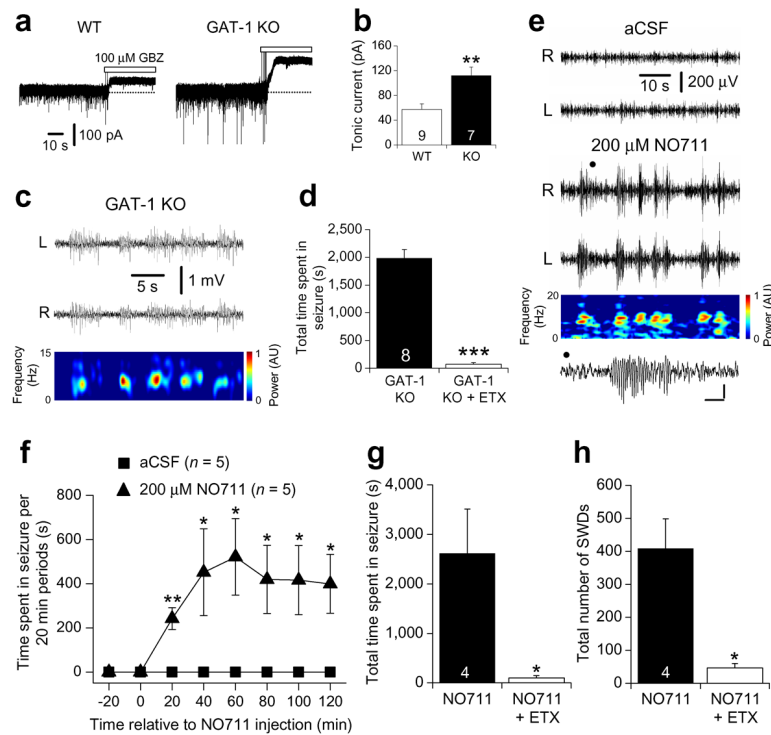 a
WT
GAT-1 KO
100 μM GBZ
10 s
100 pA
b
Tonic current (pA)
160
120
80
40
0
**
9
7
WT
KO
c
GAT-1 KO
L
5 s
1 mV
R
Frequency
(Hz)
15
0
1
0
Power (AU)
d
Total time spent in
seizure (s)
2,500
2,000
1,500
1,000
500
0
8
***
GAT-1
KO
GAT-1
KO + ETX
e
aCSF
R
10 s
200 μV
L
200 μM NO711
R
L
Frequency
(Hz)
20
0
1
0
Power (AU)
f
aCSF (n = 5)
200 μM NO711 (n = 5)
Time spent in seizure per
20 min periods (s)
800
600
400
200
0
**
*
*
*
*
*
-20
0
20
40
60
80
100
120
Time relative to NO711 injection (min)
g
Total time spent in seizure (s)
4,000
3,000
2,000
1,000
0
4
*
NO711
NO711
+ ETX
h
Total number of SWDs
600
500
400
300
200
100
0
4
*
NO711
NO711
+ ETX